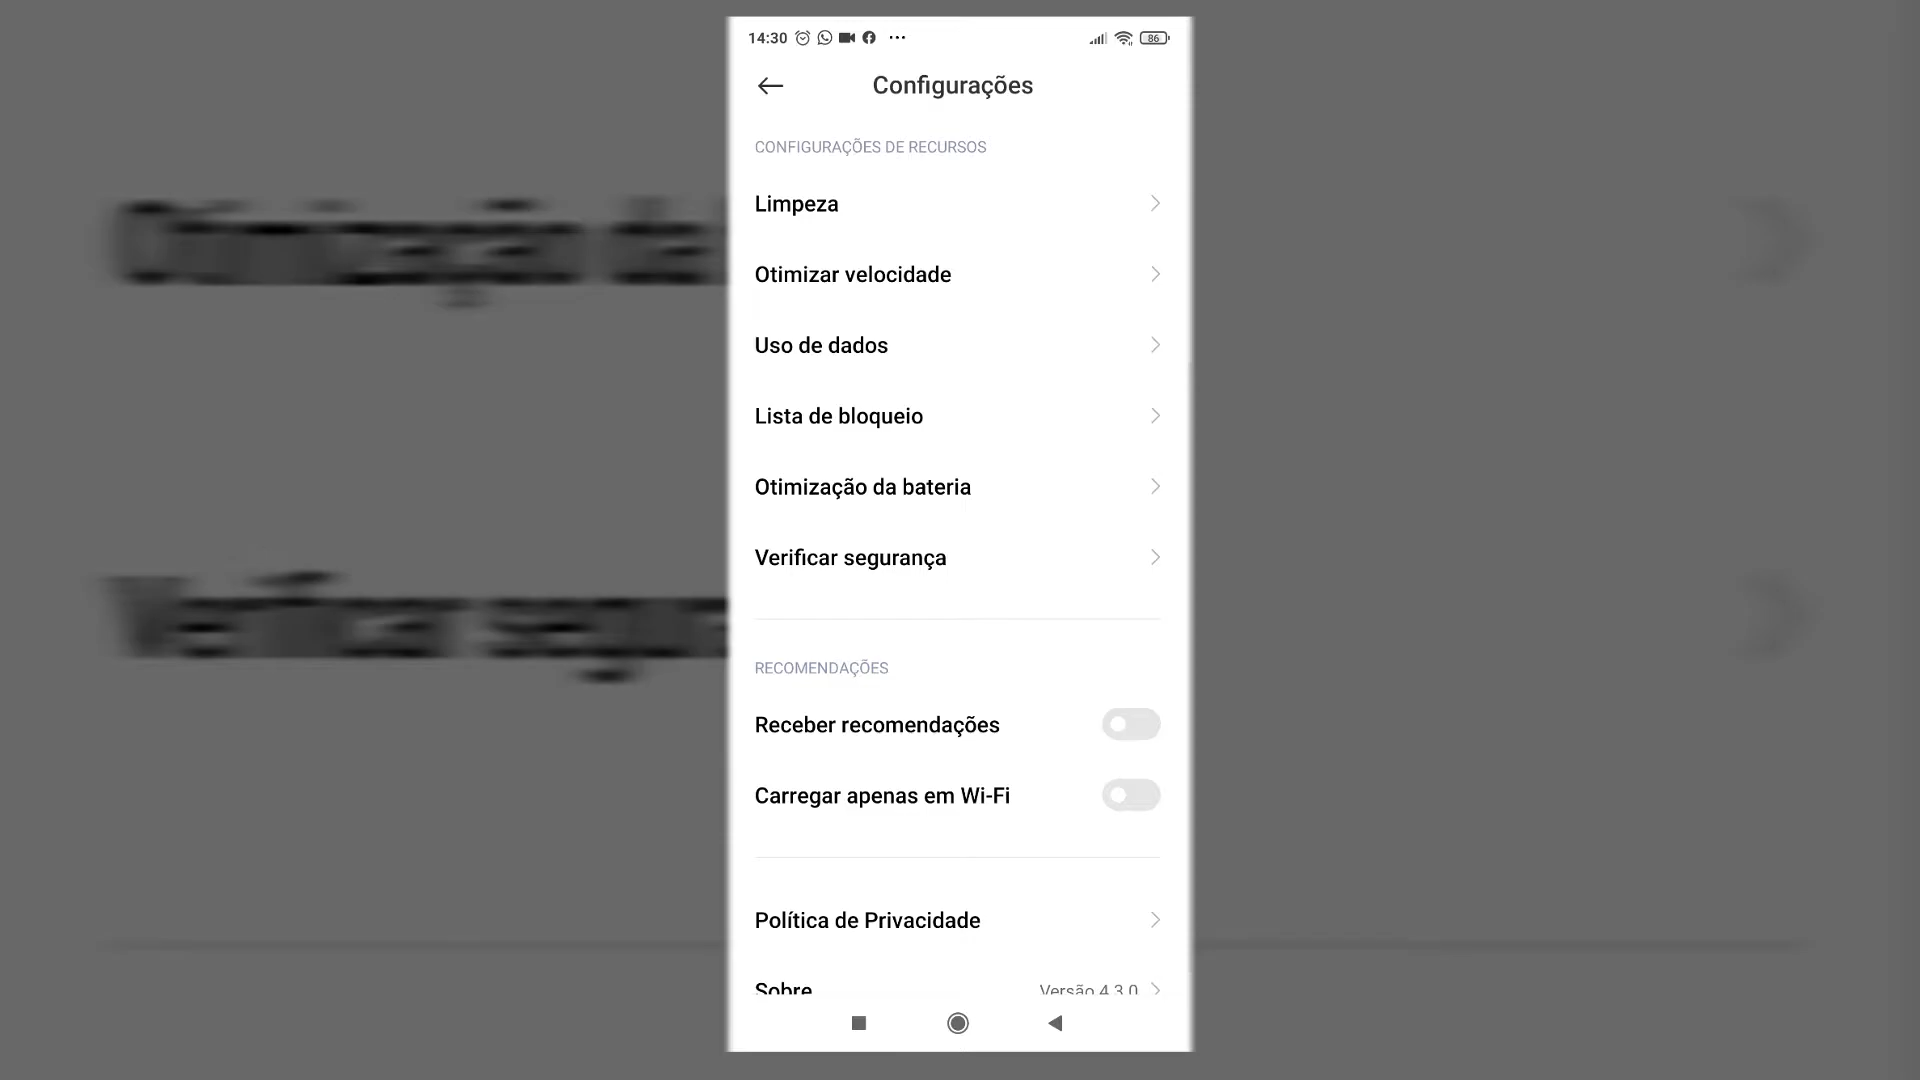 14:30
86
Configurações
CONFIGURAÇÕES DE RECURSOS
Limpeza
Otimizar velocidade
Uso de dados
Lista de bloqueio
Otimização da bateria
Verificar segurança
RECOMENDAÇÕES
Receber recomendações
Carregar apenas em Wi-Fi
Política de Privacidade
Sobre Versão 4.3.0